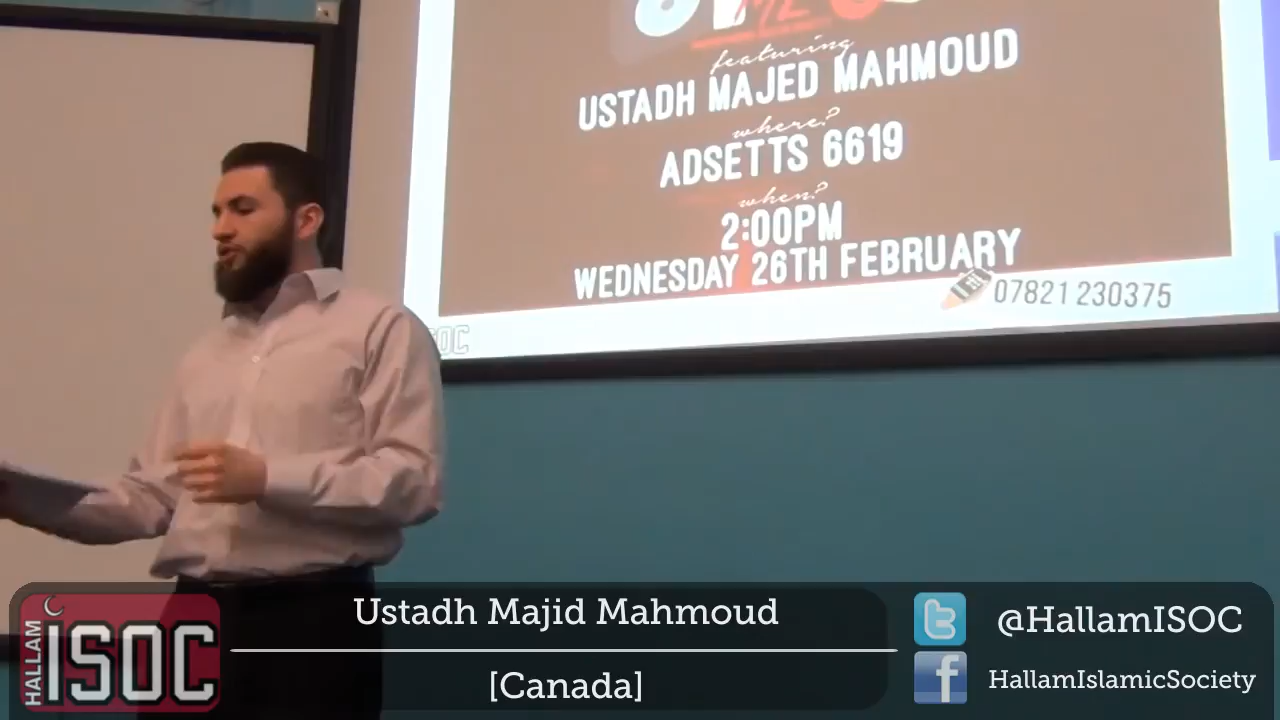 featuring
USTADH MAJED MAHMOUD
where?
ADSETTS 6619
when?
2:00PM
WEDNESDAY 26TH FEBRUARY
07821 230375
HALLAM ISOC
Ustadh Majid Mahmoud
[Canada]
@HallamISOC
HallamIslamicSociety